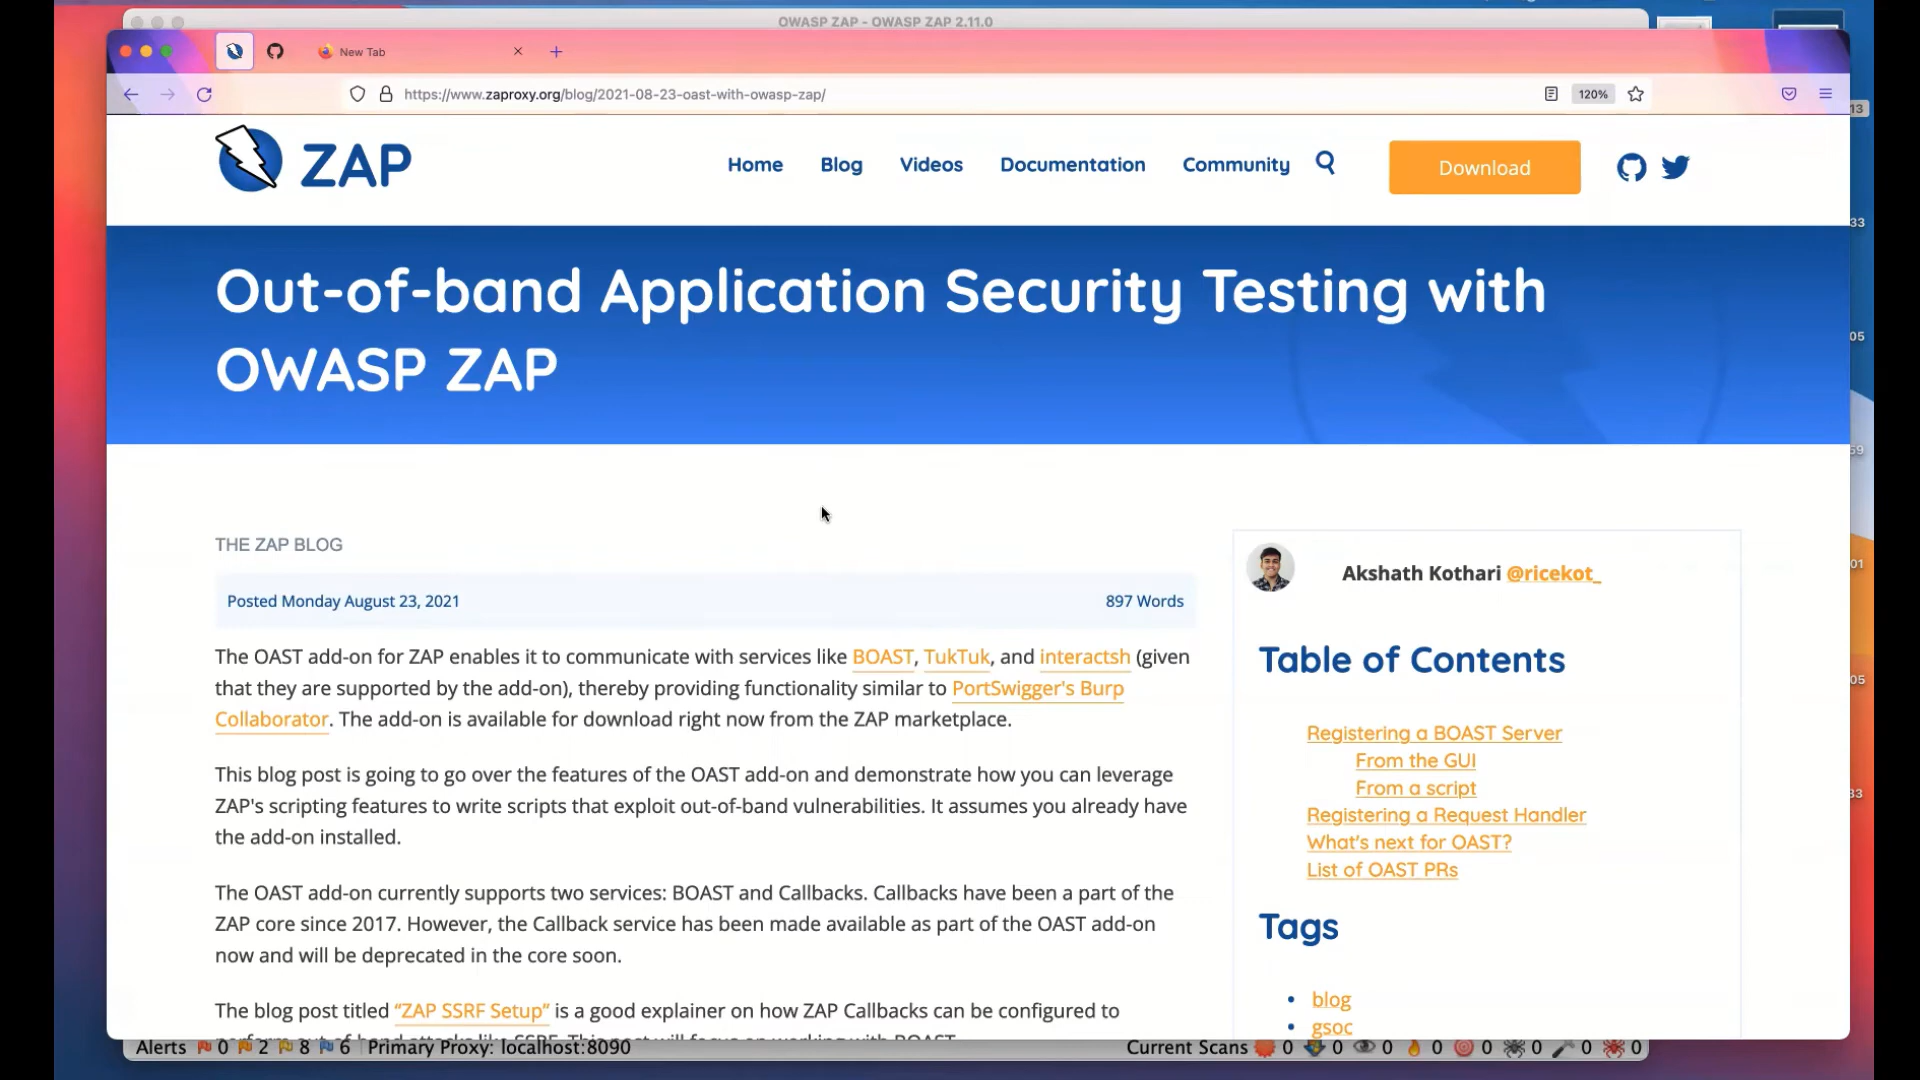 OWASP ZAP - OWASP ZAP 2.11.0
New Tab
https://www.zaproxy.org/blog/2021-08-23-oast-with-owasp-zap/
120%
ZAP
Home Blog Videos Documentation Community Download
Out-of-band Application Security Testing with
OWASP ZAP
THE ZAP BLOG
Posted Monday August 23, 2021 897 Words
The OAST add-on for ZAP enables it to communicate with services like BOAST, TukTuk, and interactsh (given
that they are supported by the add-on), thereby providing functionality similar to PortSwigger's Burp
Collaborator. The add-on is available for download right now from the ZAP marketplace.
This blog post is going to go over the features of the OAST add-on and demonstrate how you can leverage
ZAP's scripting features to write scripts that exploit out-of-band vulnerabilities. It assumes you already have
the add-on installed.
The OAST add-on currently supports two services: BOAST and Callbacks. Callbacks have been a part of the
ZAP core since 2017. However, the Callback service has been made available as part of the OAST add-on
now and will be deprecated in the core soon.
The blog post titled “ZAP SSRF Setup” is a good explainer on how ZAP Callbacks can be configured to
Akshath Kothari @ricekot_
Table of Contents
Registering a BOAST Server
From the GUI
From a script
Registering a Request Handler
What's next for OAST?
List of OAST PRs
Tags
• blog
• gsoc
13
33
05
59
01
05
33
Alerts 0 2 8 6 Primary Proxy: localhost:8090 Current Scans 0 0 0 0 0 0 0 0